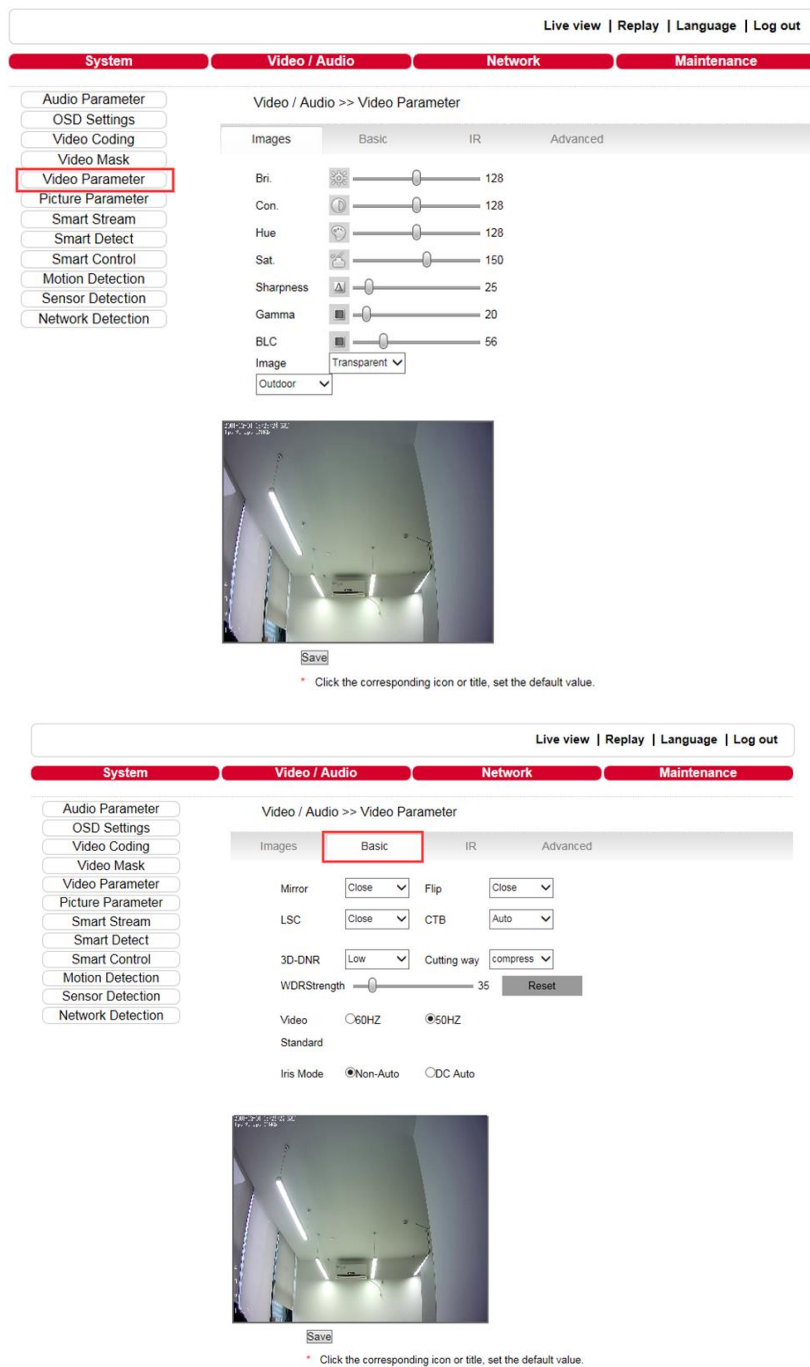 Live view | Replay | Language | Log out
System Video / Audio Network Maintenance
Audio Parameter
OSD Settings
Video Coding
Video Mask
Video Parameter
Picture Parameter
Smart Stream
Smart Detect
Smart Control
Motion Detection
Sensor Detection
Network Detection
Video / Audio >> Video Parameter
Images Basic IR Advanced
Bri. 128
Con. 128
Hue 128
Sat. 150
Sharpness 25
Gamma 20
BLC 56
Image Transparent
Outdoor
Save
* Click the corresponding icon or title, set the default value.
Live view | Replay | Language | Log out
System Video / Audio Network Maintenance
Audio Parameter
OSD Settings
Video Coding
Video Mask
Video Parameter
Picture Parameter
Smart Stream
Smart Detect
Smart Control
Motion Detection
Sensor Detection
Network Detection
Video / Audio >> Video Parameter
Images Basic IR Advanced
Mirror Close Flip Close
LSC Close CTB Auto
3D-DNR Low Cutting way compress
WDRStrength 35 Reset
Video 60HZ 50HZ
Standard
Iris Mode Non-Auto DC Auto
Save
* Click the corresponding icon or title, set the default value.